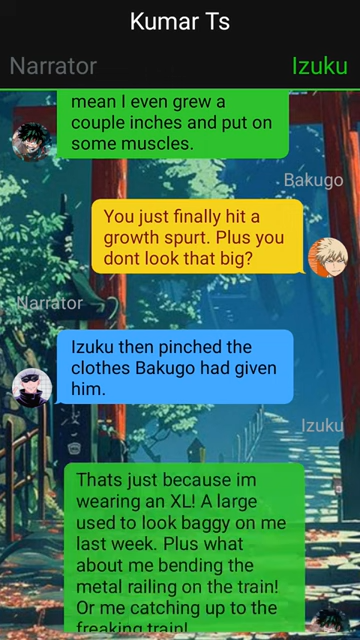 Kumar Ts
Narrator
Izuku
mean I even grew a
couple inches and put on
some muscles.
Bakugo
You just finally hit a
growth spurt. Plus you
dont look that big?
Narrator
Izuku then pinched the
clothes Bakugo had given
him.
Izuku
Thats just because im
wearing an XL! A large
used to look baggy on me
last week. Plus what
about me bending the
metal railing on the train!
Or me catching up to the
freaking train!